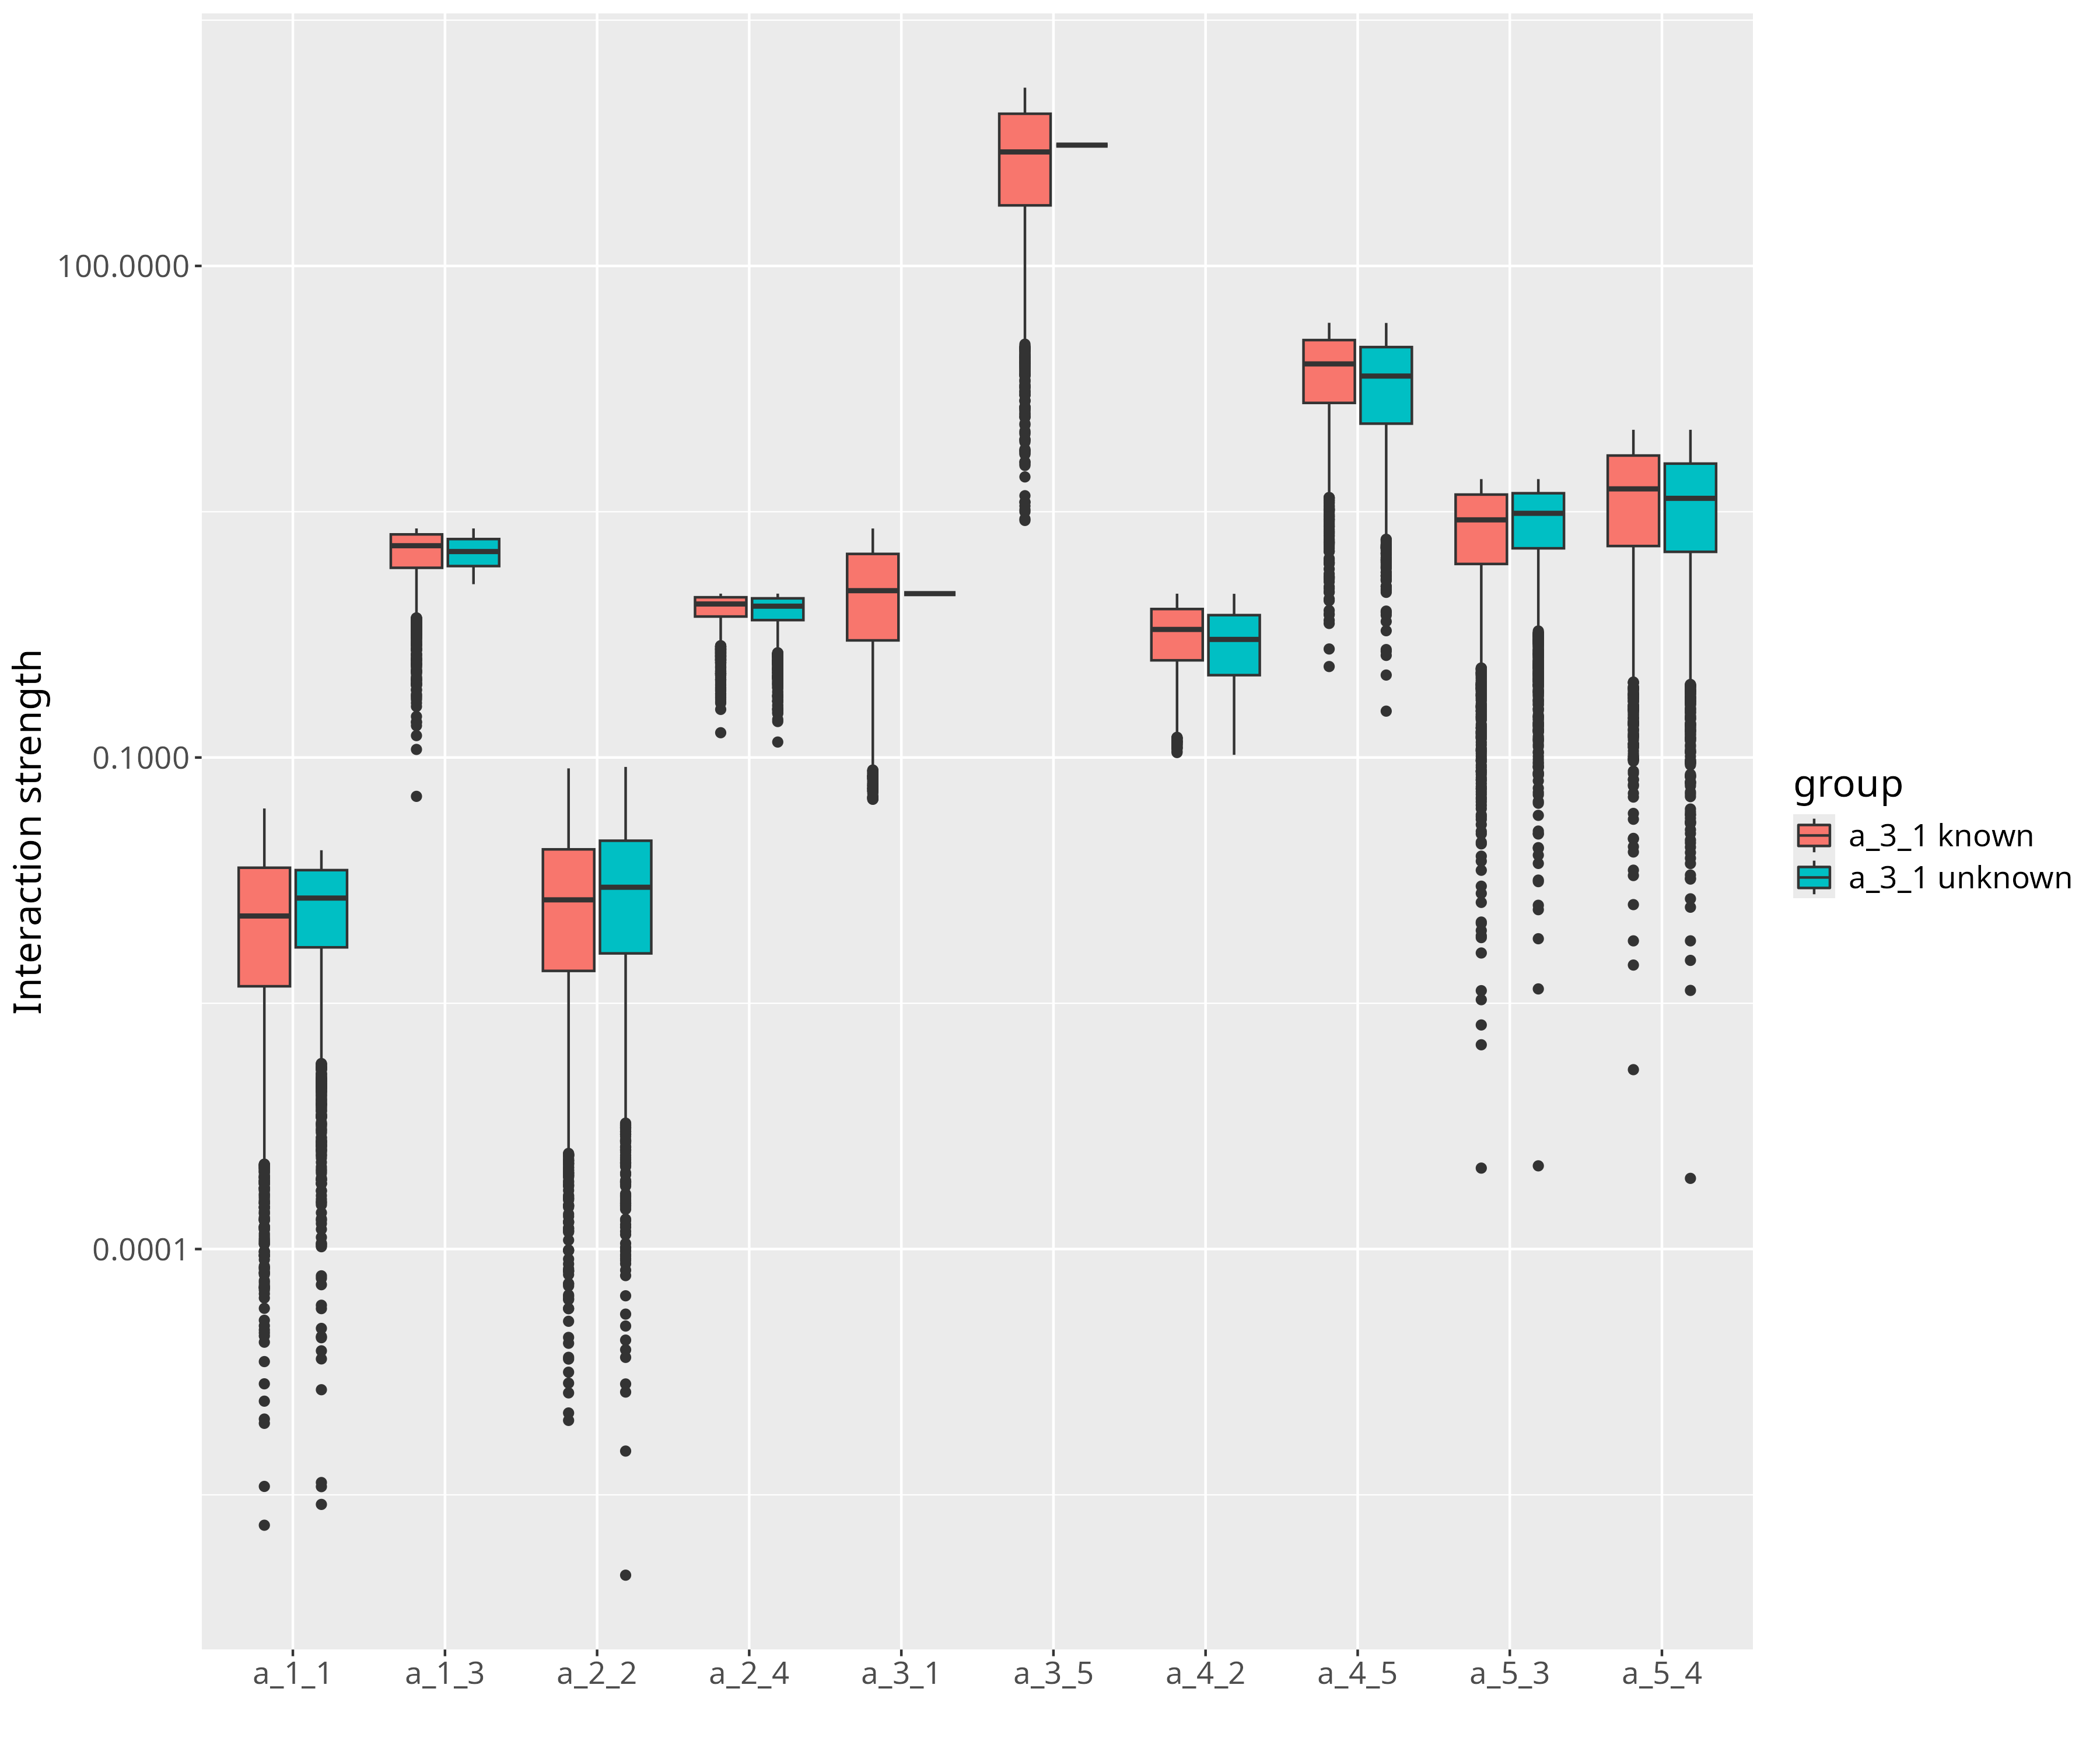 Interaction strength
100.0000
0.1000
0.0001
a_1_1 a_1_3 a_2_2 a_2_4 a_3_1 a_3_5 a_4_2 a_4_5 a_5_3 a_5_4
group
a_3_1 known
a_3_1 unknown